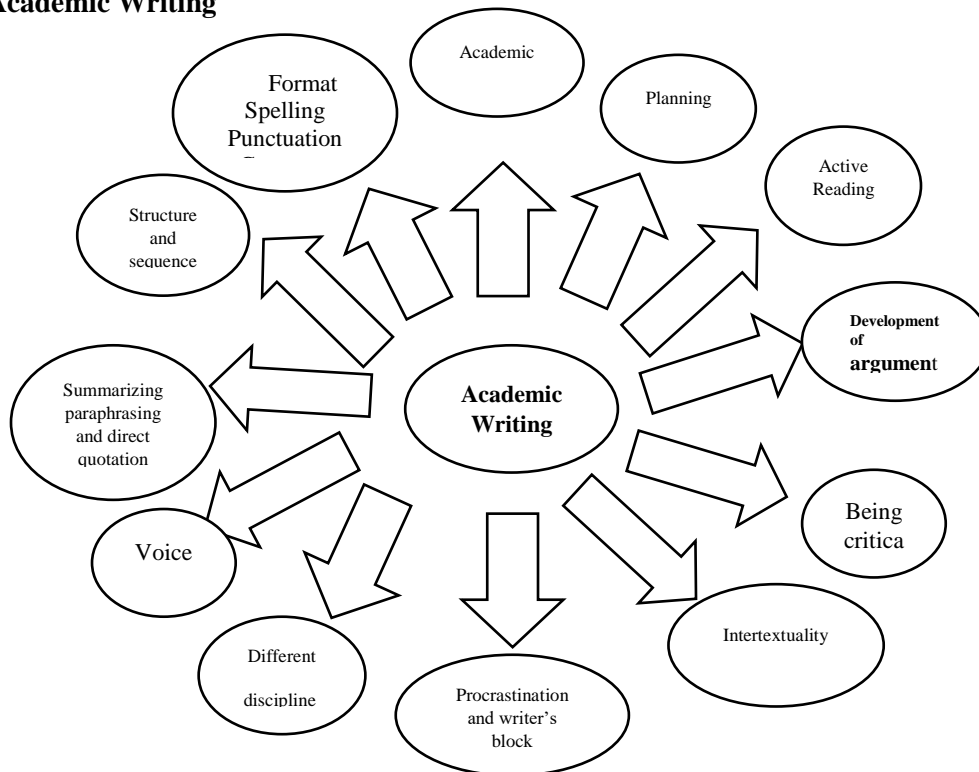 Academic Writing
Academic
Planning
Active
Reading
Development
of
argument
Being
critica
Intertextuality
Procrastination
and writer's
block
Different
discipline
Voice
Summarizing
paraphrasing
and direct
quotation
Structure
and
sequence
Format
Spelling
Punctuation
Academic
Writing